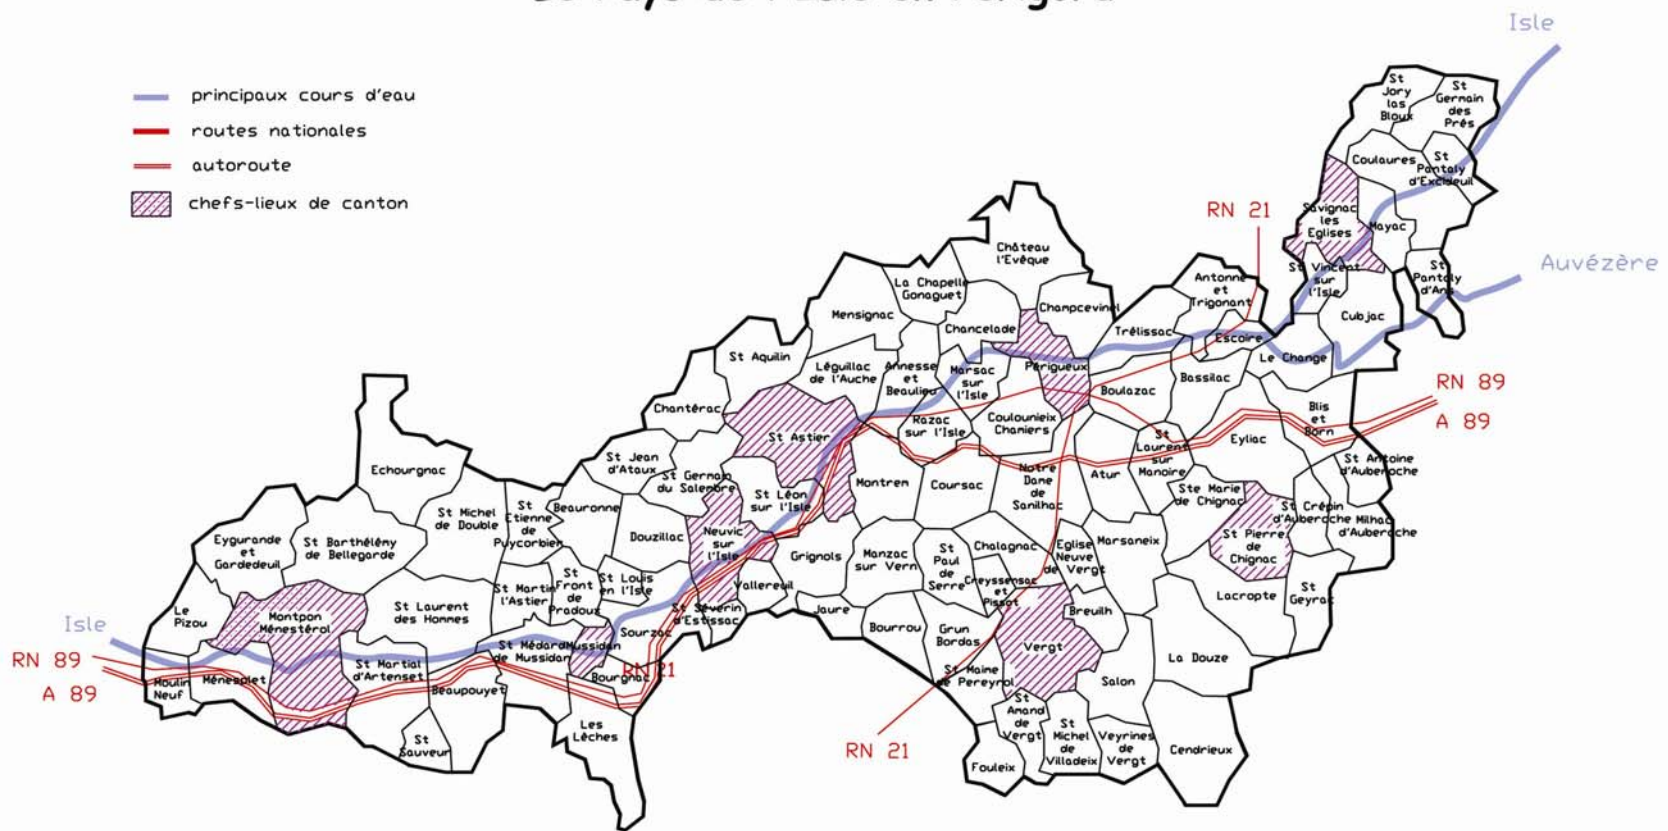 Isle
principaux cours d'eau
routes nationales
autoroute
chefs-lieux de canton
St
Jory
las
Bloux
St
Germain
des
Prés
Coulaures
St
Pantaly
d'Excideuil
RN 21
Savignac
les
Eglises
Mayac
Auvézère
St Vincent
sur
l'Isle
St
Pantaly
d'Ans
Cubjac
Château
l'Evêque
La Chapelle
Gonaguet
Champcevinel
Antonne
et
Trigonant
Mensignac
Chancelade
Trélissac
Escoire
Le Change
St Aquilin
Léguillac
de l'Auche
Annesse
et
Beaulieu
Marsac
sur
l'Isle
Périgueux
Boulazac
Bassilac
RN 89
A 89
Chantérac
St Astier
Razac
sur l'Isle
Coulounieix
Chamiers
Blis
et
Born
Eyliac
St
Laurent
sur
Manoire
St Antoine
d'Auberoche
Echourgnac
St Jean
d'Ataux
St Germain
du Salembre
St Léon
sur l'Isle
Montren
Coursac
Notre
Dame
de
Sanilhac
Atur
Ste Marie
de Chignac
St Crépin
d'Auberoche
Milhac
d'Auberoche
St Pierre
de
Chignac
Eygurande
et
Gardedeuil
St Barthélémy
de Bellegarde
St Michel
de Double
St
Etienne
de
Puycorbier
Beauronne
Douzillac
Neuvic
sur
l'Isle
Grignols
Manzac
sur Vern
St
Paul
de
Serre
Chalagnac
Eglise
Neuve
de Vergt
Marsaneix
Creyssensac
et
Pissot
Lacropte
St
Geyrac
Le
Pizou
Montpon
Ménestérol
St Laurent
des Hommes
St Martin
l'Astier
St
Front
de
Pradoux
St Louis
en l'Isle
Vallereuil
St Séverin
d'Estissac
Jaure
Bourrou
Grun
Bordas
Breuilh
Vergt
Isle
RN 89
A 89
Moulin
Neuf
Ménesplet
St Martial
d'Artenset
Beaupouyet
St Médard
de Mussidan
Mussidan
Sourzac
RN 21
Bourgnac
St Maine
de Pereyrol
Salon
La Douze
St
Sauveur
Les
Lêches
RN 21
St
Amand
de
Vergt
St
Michel
de
Villadeix
Veyrines
de
Vergt
Cendrieux
Fouleix